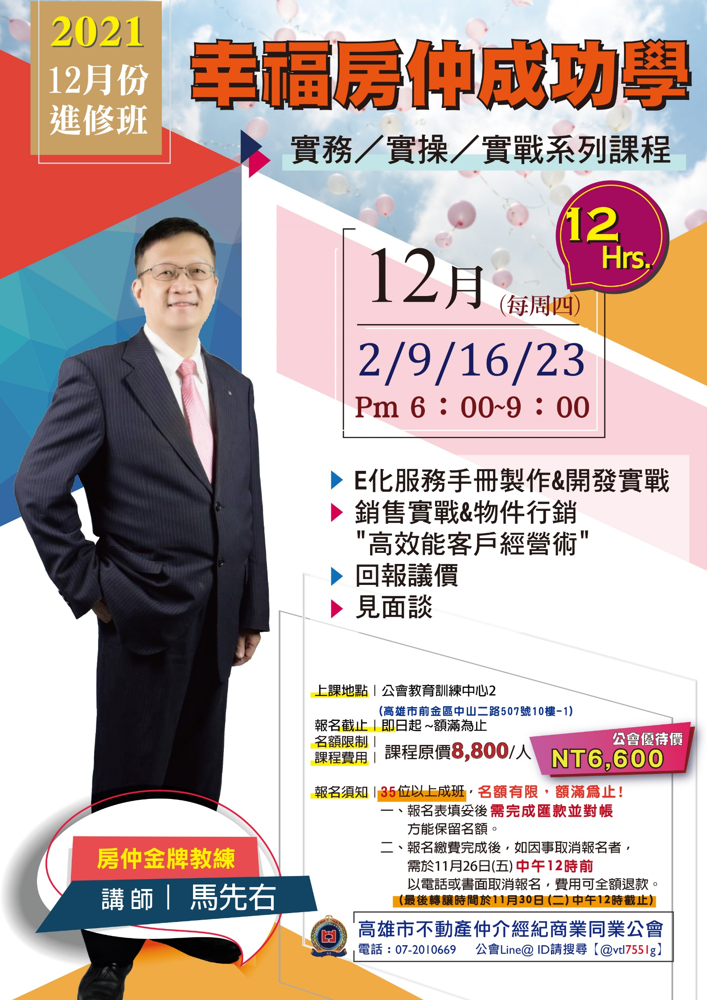 2021
12月份
進修班
幸福房仲成功學
實務／實操／實戰系列課程
12
Hrs.
12月 (每周四)
2/9/16/23
Pm 6：00~9：00
E化服務手冊製作&開發實戰
銷售實戰&物件行銷
"高效能客戶經營術"
回報議價
見面談
上課地點｜公會教育訓練中心2
(高雄市前金區中山二路507號10樓-1)
報名截止｜即日起~額滿為止
名額限制｜
課程費用｜ 課程原價8,800/人
公會優待價
NT6,600
報名須知｜35位以上成班，名額有限，額滿為止!
一、報名表填妥後需完成匯款並對帳
方能保留名額。
二、報名繳費完成後，如因事取消報名者，
需於11月26日(五)中午12時前
以電話或書面取消報名，費用可全額退款。
(最後轉讓時間於11月30日(二)中午12時截止)
房仲金牌教練
講師｜ 馬先右
高雄市不動產仲介經紀商業同業公會
電話：07-2010669 公會Line@ ID請搜尋【@vtl7551g】
KS